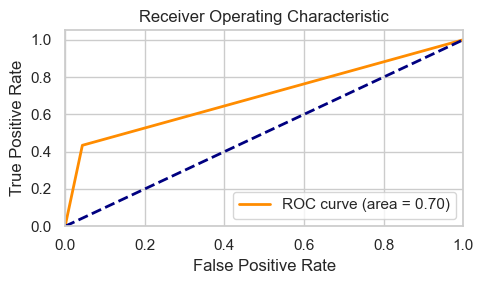 Receiver Operating Characteristic
True Positive Rate
1.0
0.8
0.6
0.4
0.2
0.0
ROC curve (area = 0.70)
0.0 0.2 0.4 0.6 0.8 1.0
False Positive Rate